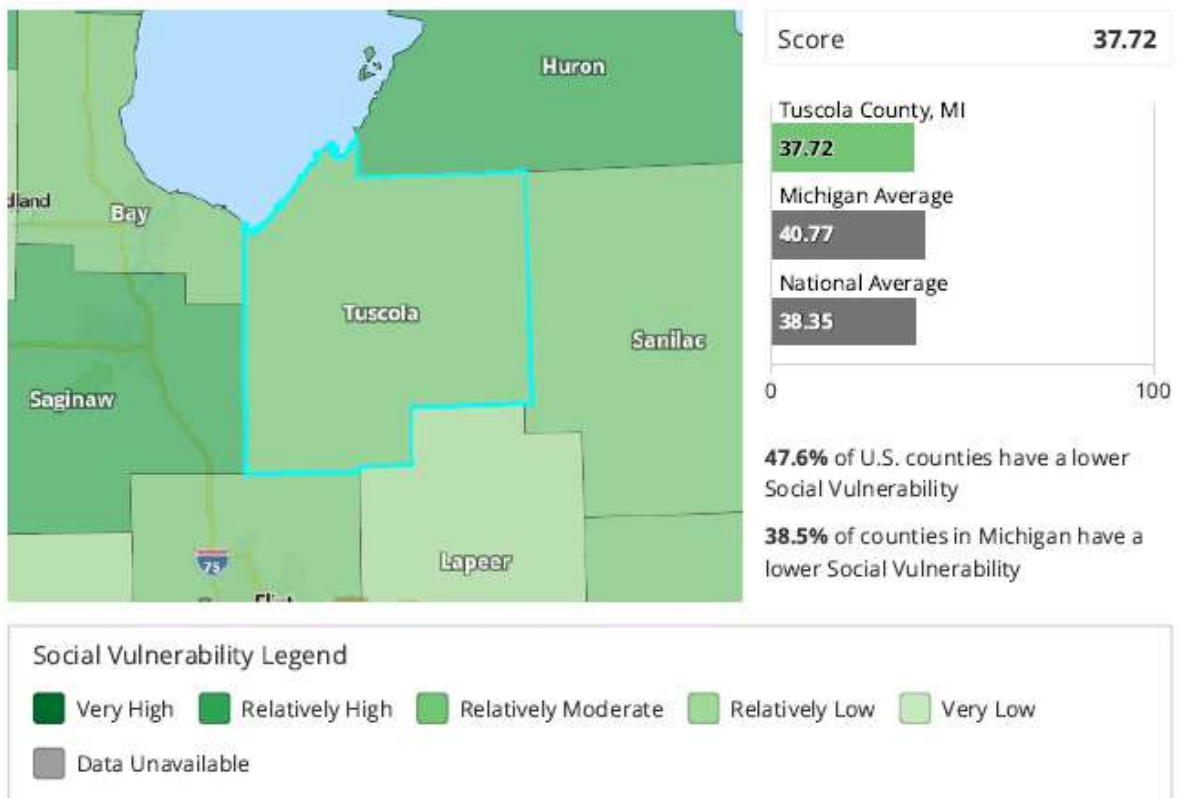 Huron
dland
Bay
Tuscola
Sanilac
Saginaw
Lapeer
75
Flint
Score 37.72
Tuscola County, MI
37.72
Michigan Average
40.77
National Average
38.35
0 100
47.6% of U.S. counties have a lower
Social Vulnerability
38.5% of counties in Michigan have a
lower Social Vulnerability
Social Vulnerability Legend
Very High Relatively High Relatively Moderate Relatively Low Very Low
Data Unavailable